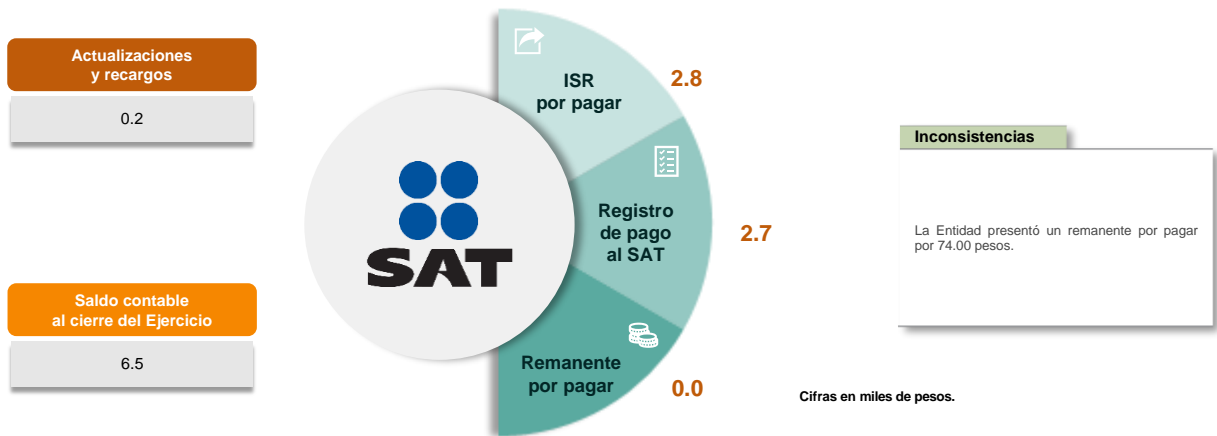 Actualizaciones
y recargos
0.2
Saldo contable
al cierre del Ejercicio
6.5
SAT
ISR
por pagar
2.8
Registro
de pago
al SAT
2.7
Remanente
por pagar
0.0
Inconsistencias
La Entidad presentó un remanente por pagar
por 74.00 pesos.
Cifras en miles de pesos.